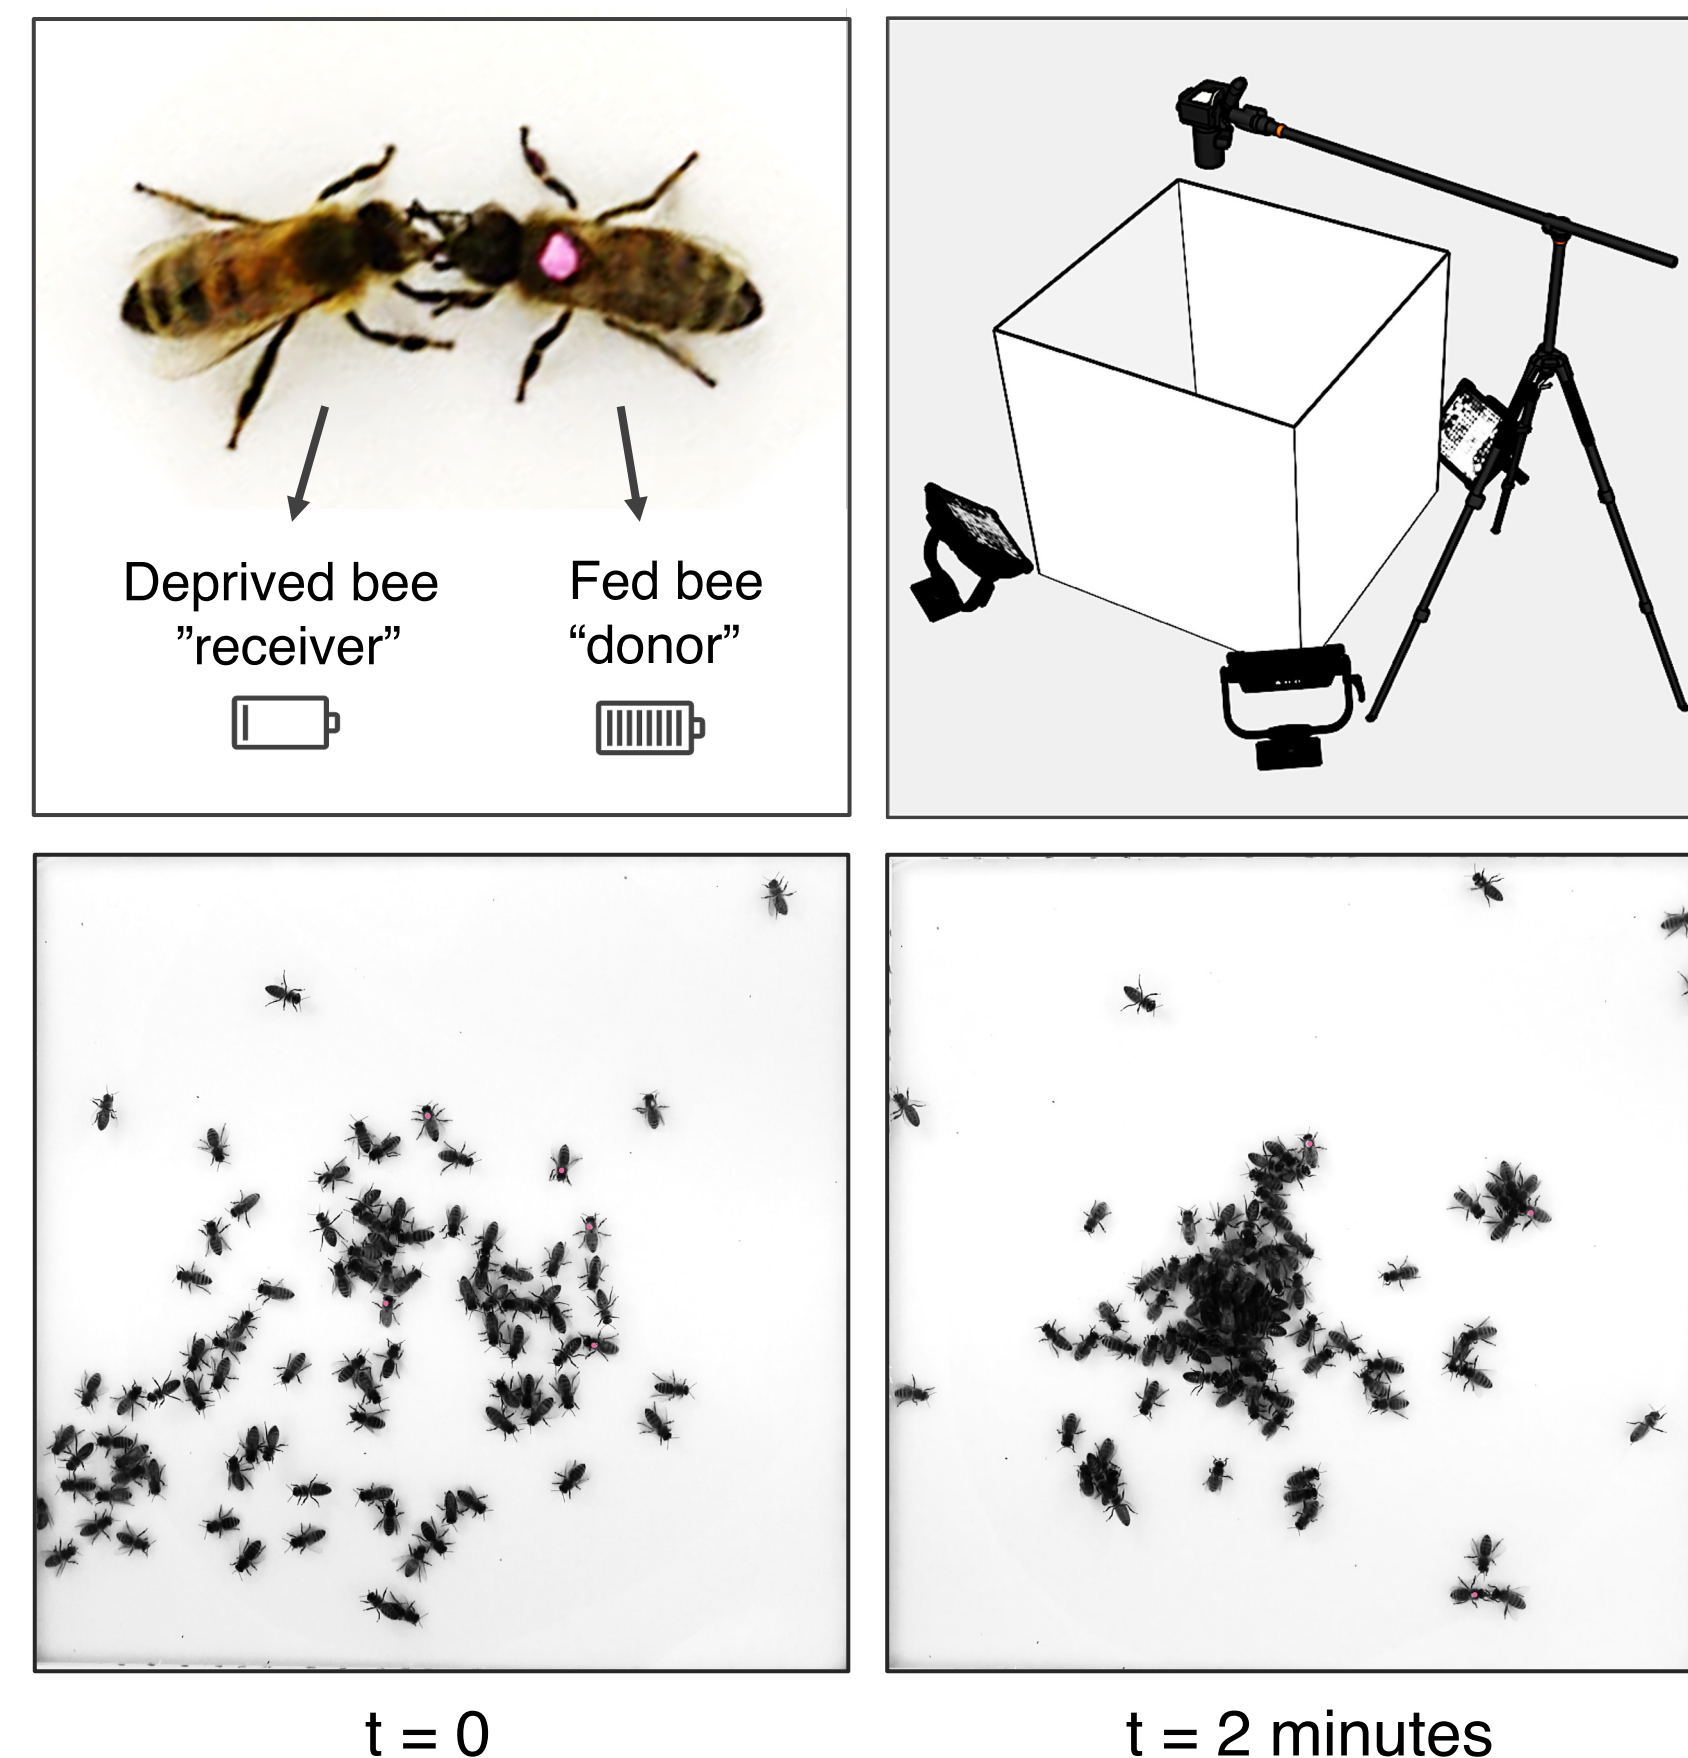 Deprived bee
”receiver”
Fed bee
“donor”
t = 0
t = 2 minutes